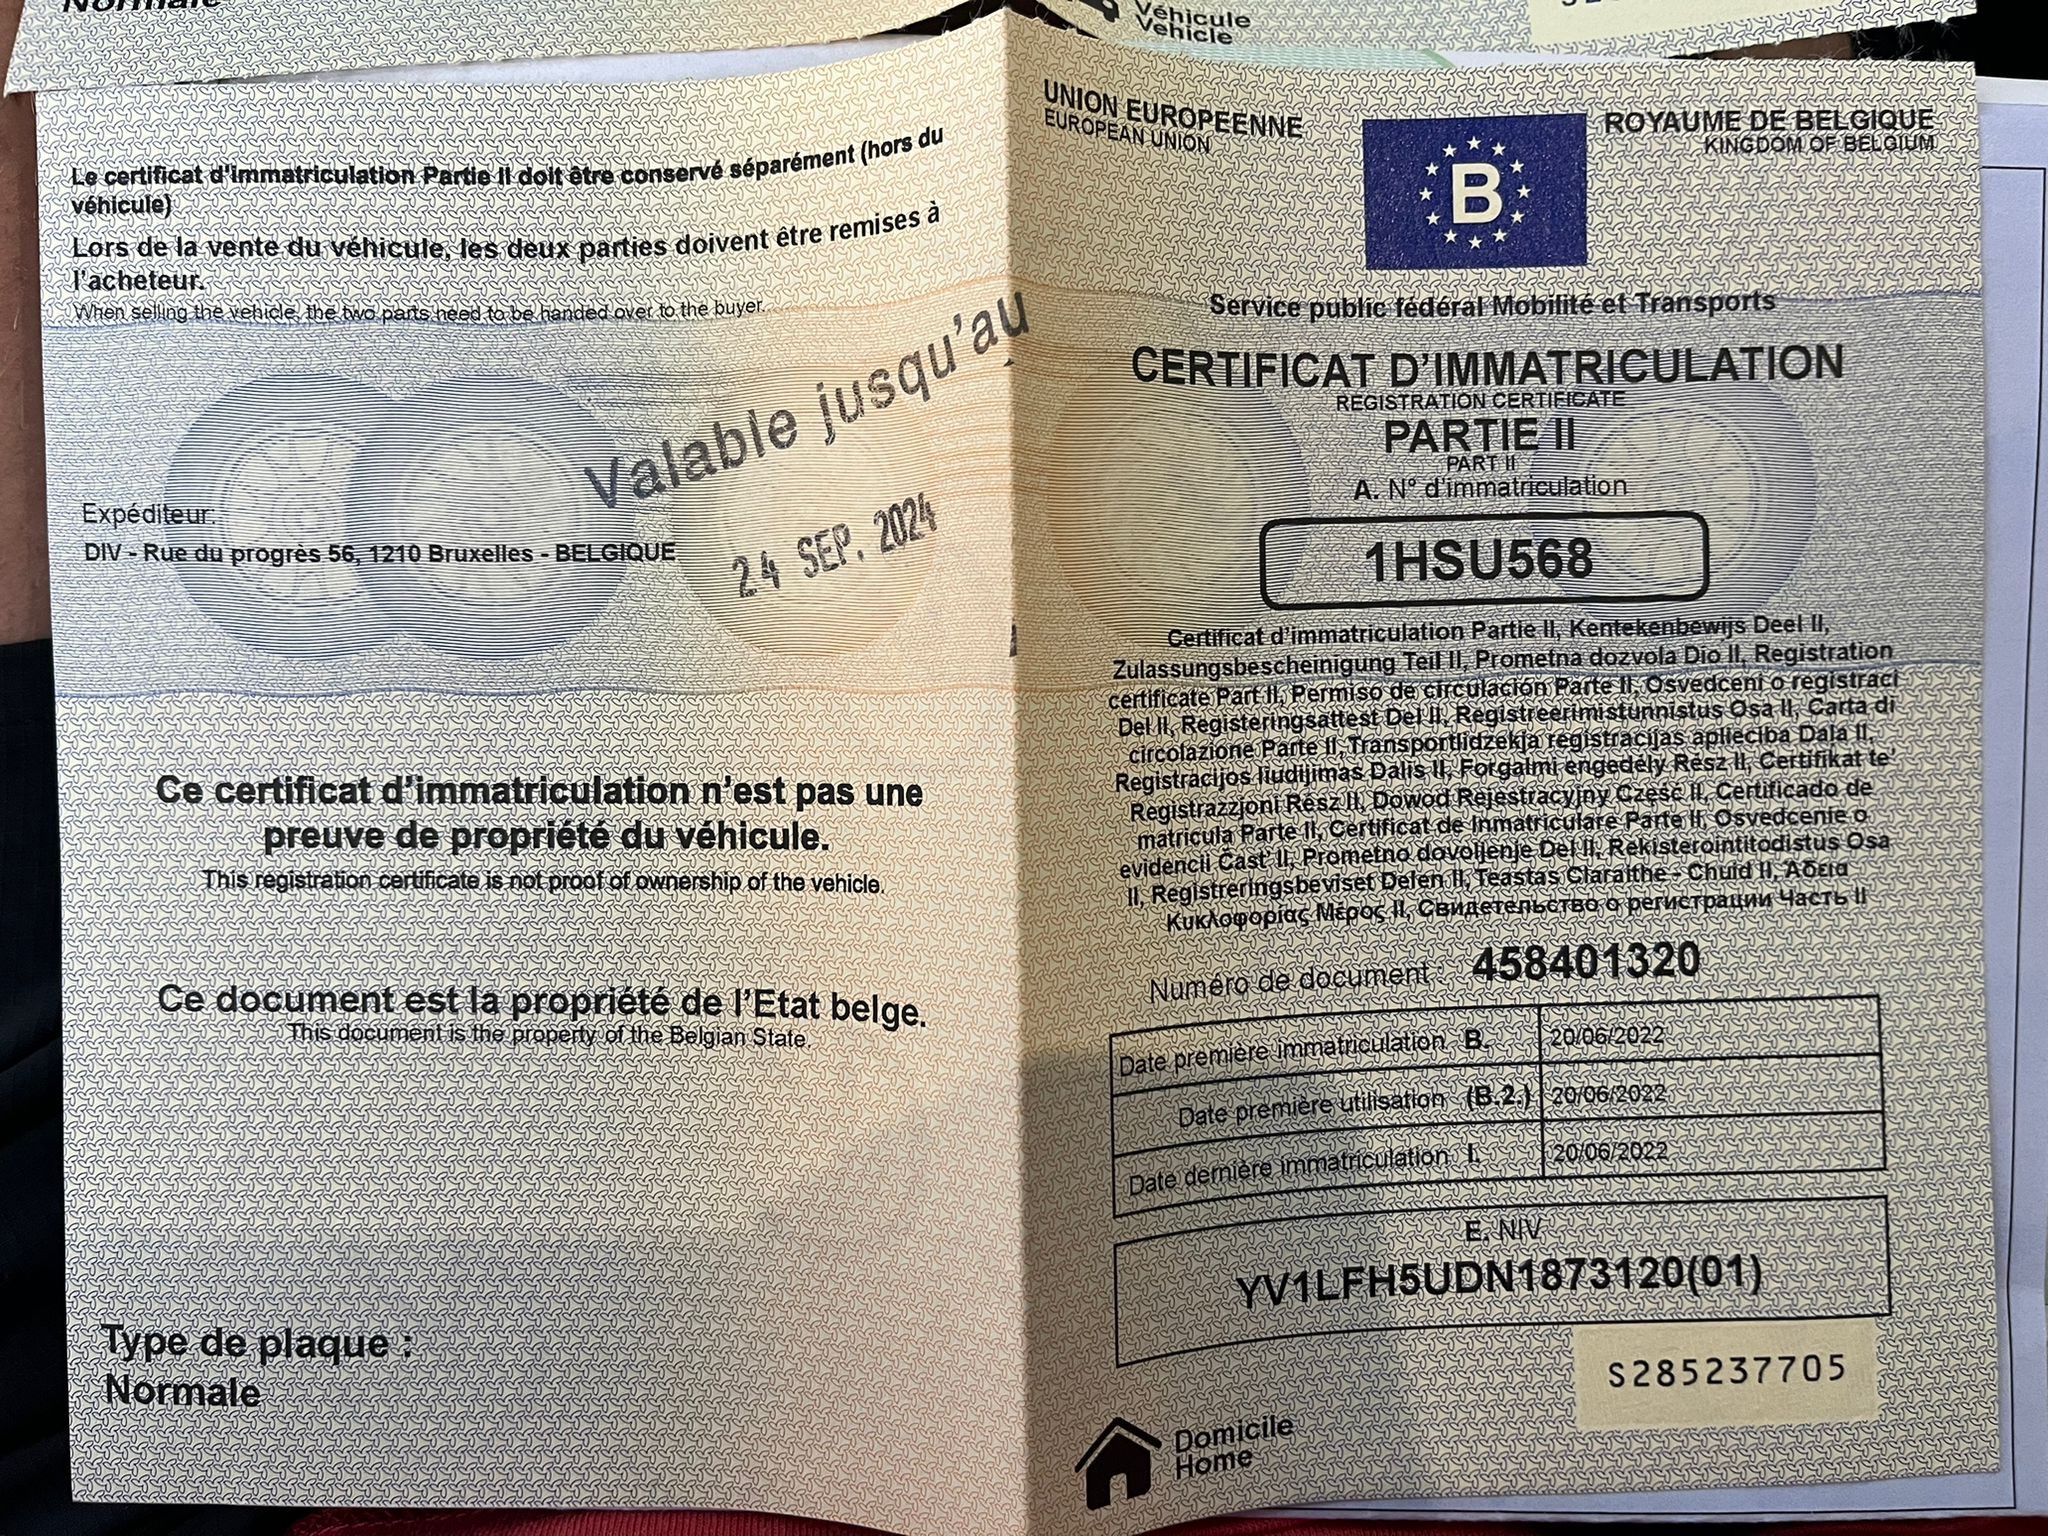 Normale
Véhicule
Vehicle
Le certificat d'immatriculation Partie II doit être conservé séparément (hors du
véhicule)
Lors de la vente du véhicule, les deux parties doivent être remises à
l'acheteur.
When selling the vehicle, the two parts need to be handed over to the buyer.
Valable jusqu'au
24 SEP. 2024
Expéditeur:
DIV - Rue du progrès 56, 1210 Bruxelles - BELGIQUE
Ce certificat d'immatriculation n'est pas une
preuve de propriété du véhicule.
This registration certificate is not proof of ownership of the vehicle.
Ce document est la propriété de l'Etat belge.
This document is the property of the Belgian State.
Type de plaque :
Normale
UNION EUROPEENNE
EUROPEAN UNION
B
ROYAUME DE BELGIQUE
KINGDOM OF BELGIUM
Service public fédéral Mobilité et Transports
CERTIFICAT D'IMMATRICULATION
REGISTRATION CERTIFICATE
PARTIE II
PART II
A. N° d'immatriculation
1HSU568
Certificat d'immatriculation Partie II, Kentekenbewijs Deel II,
Zulassungsbescheinigung Teil II, Prometna dozvola Dio II, Registration
certificate Part II, Permiso de circulación Parte II, Osvedceni o registraci
Del II, Registeringsattest Del II, Registreerimistunnistus Osa II, Carta di
circolazione Parte II, Transportlidzekja registracijas aplieciba Dala II,
Registracijos liudijimas Dalis II, Forgalmi engedély Rész II, Certifikat te'
Registrazzjoni Rész II, Dowod Rejestracyjny Część II, Certificado de
matricula Parte II, Certificat de Inmatriculare Parte II, Osvedcenie o
evidencii Cast' II, Prometno dovoljenje Del II, Rekisterointitodistus Osa
II, Registreringsbeviset Delen II, Teastas Claraithe - Chuid II, Άδεια
Κυκλοφορίας Μέρος II, Свидетельство о регистрации Часть II
Numéro de document : 458401320
Date première immatriculation B. 20/06/2022
Date première utilisation (B.2.) 20/06/2022
Date dernière immatriculation I. 20/06/2022
E. NIV
YV1LFH5UDN1873120(01)
S285237705
Domicile
Home